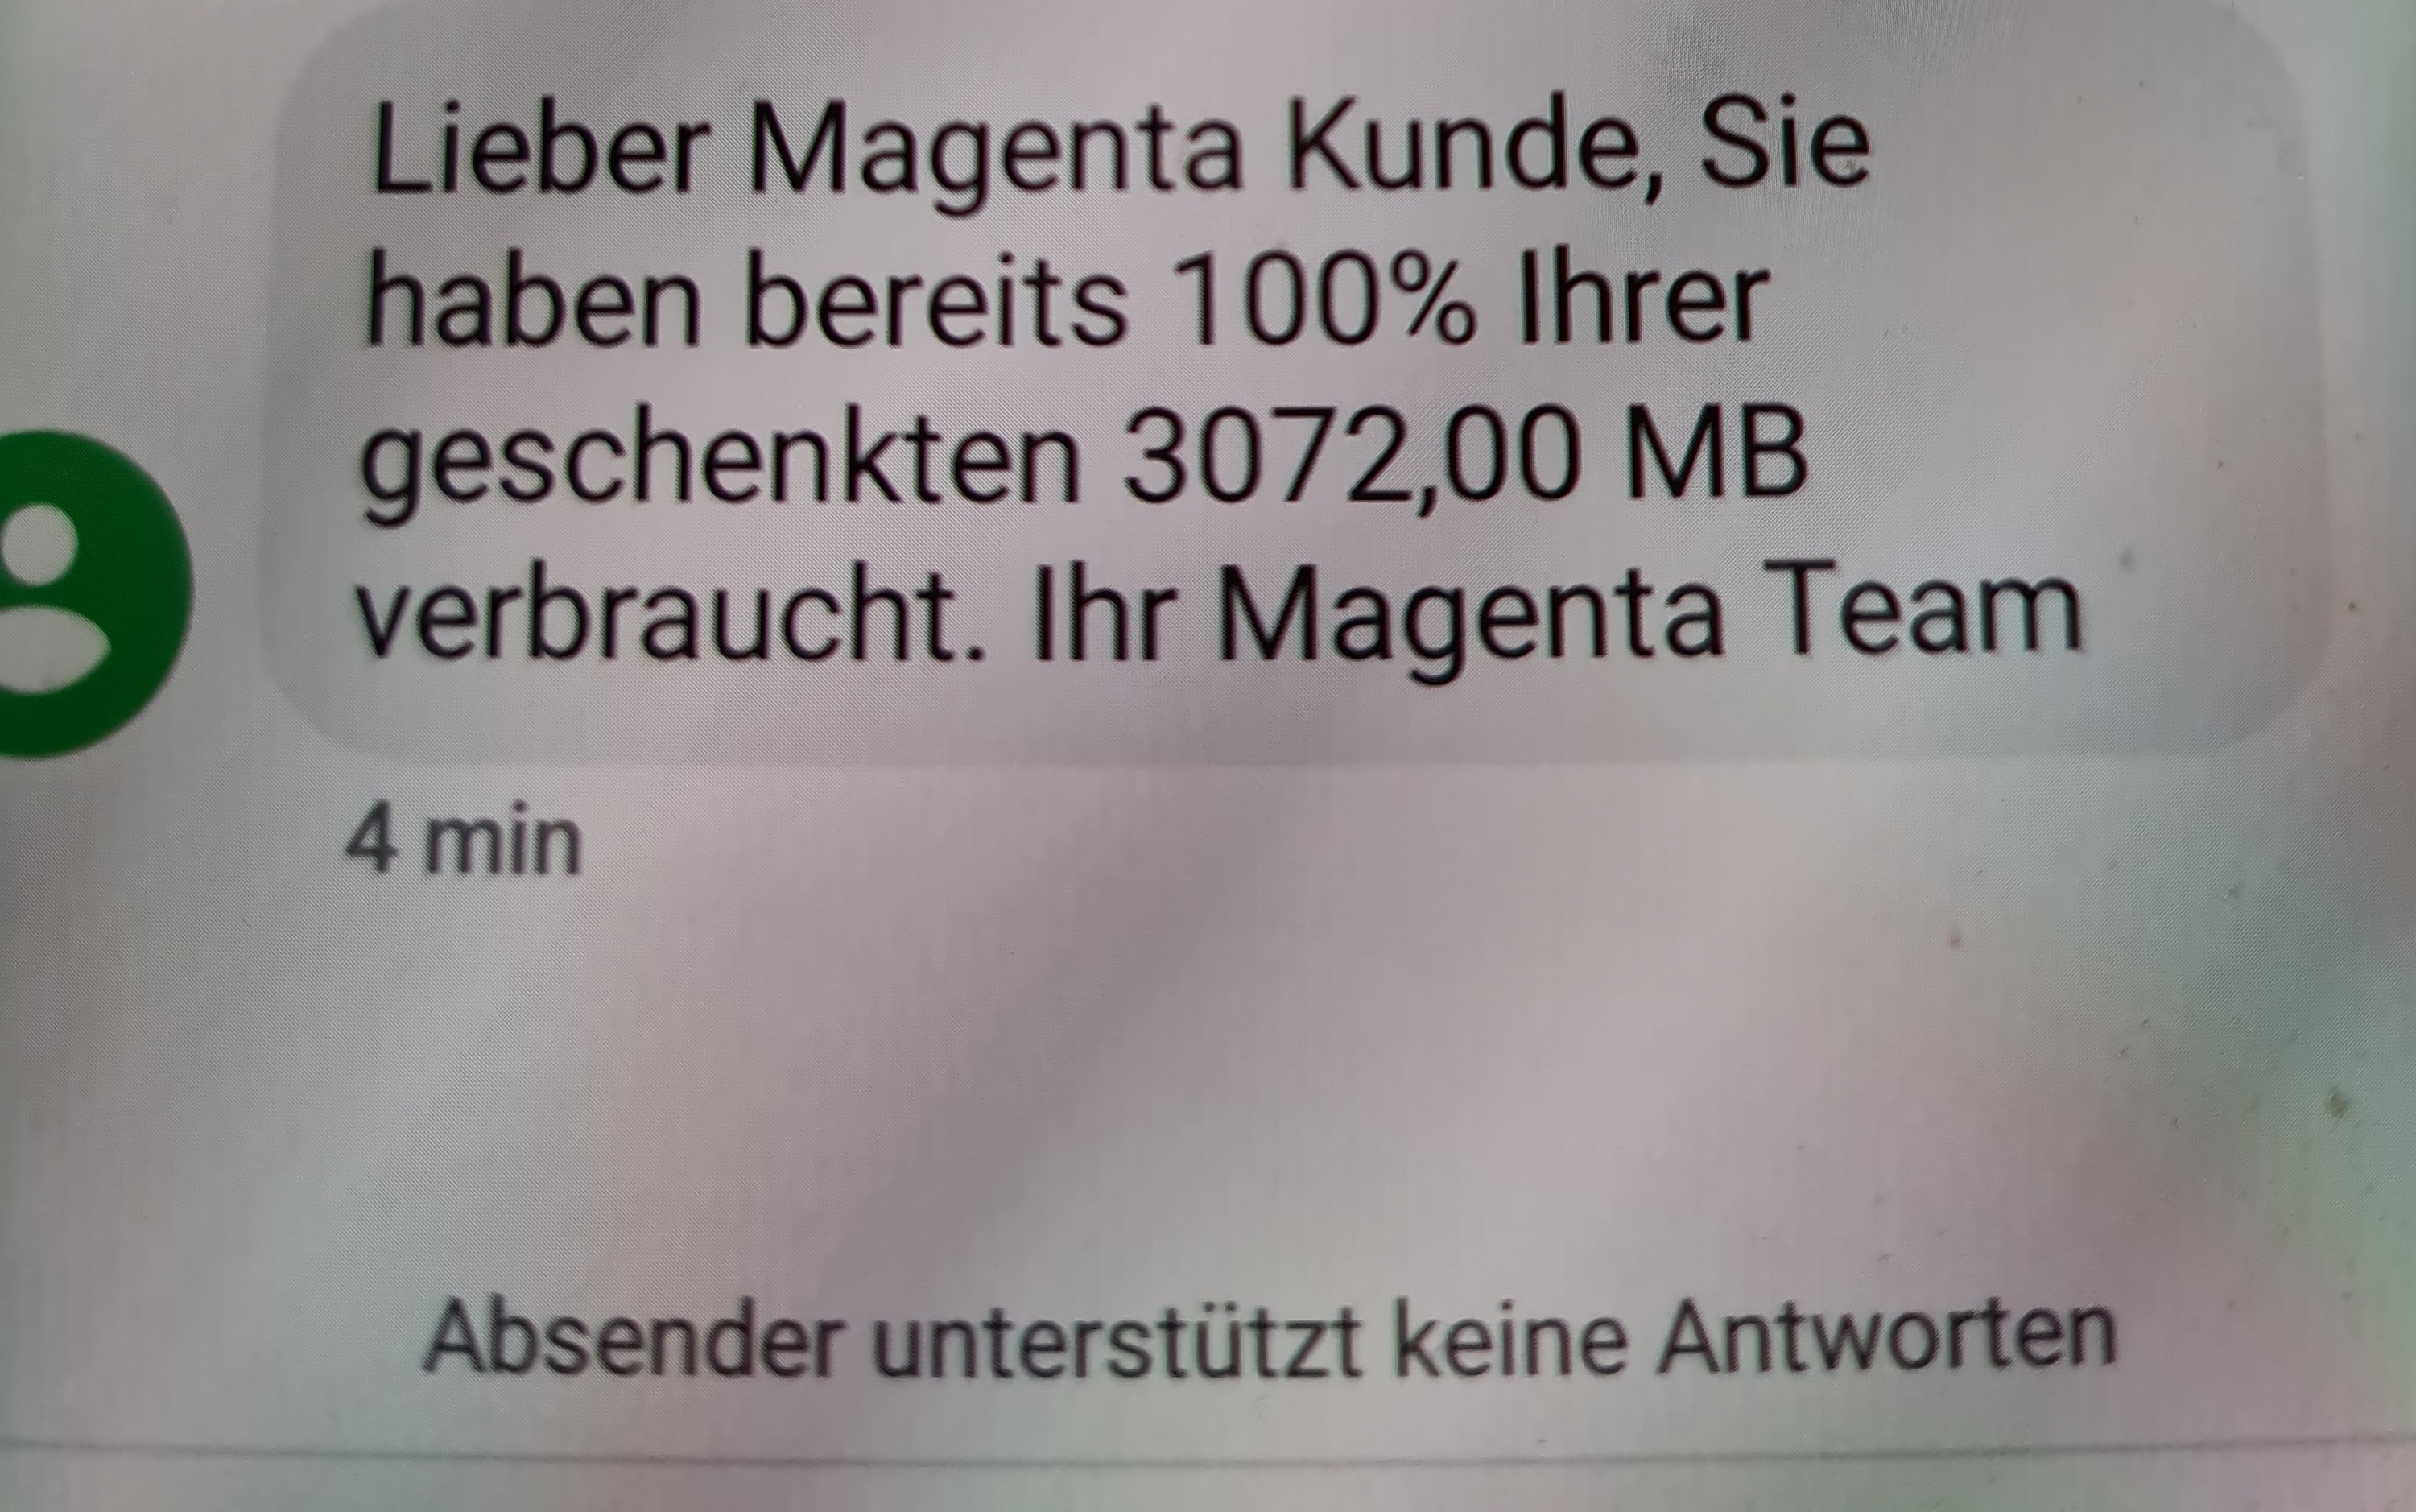 Lieber Magenta Kunde, Sie
haben bereits 100% Ihrer
geschenkten 3072,00 MB
verbraucht. Ihr Magenta Team
4 min
Absender unterstützt keine Antworten